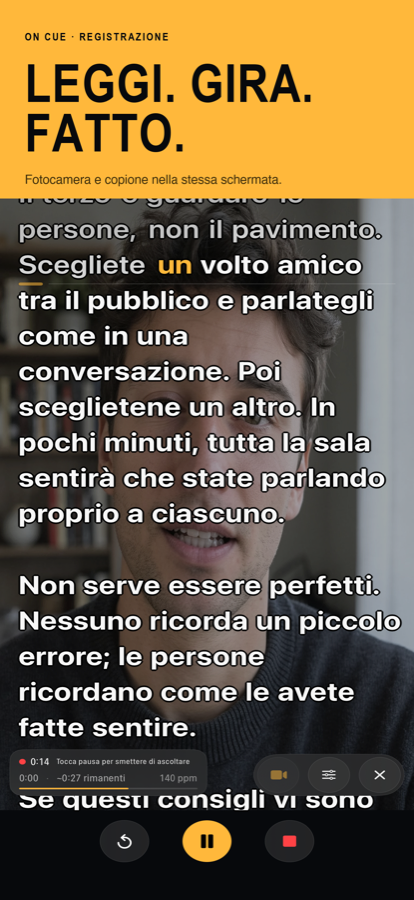 ON CUE · REGISTRAZIONE
LEGGI. GIRA.
FATTO.
Fotocamera e copione nella stessa schermata.
Il terzo è guardare le
persone, non il pavimento.
Scegliete un volto amico
tra il pubblico e parlategli
come in una
conversazione. Poi
sceglietene un altro. In
pochi minuti, tutta la sala
sentirà che state parlando
proprio a ciascuno.
Non serve essere perfetti.
Nessuno ricorda un piccolo
errore; le persone
ricordano come le avete
fatte sentire.
0:14 Tocca pausa per smettere di ascoltare
0:00 · ~0:27 rimanenti 140 ppm
Se questi consigli vi sono